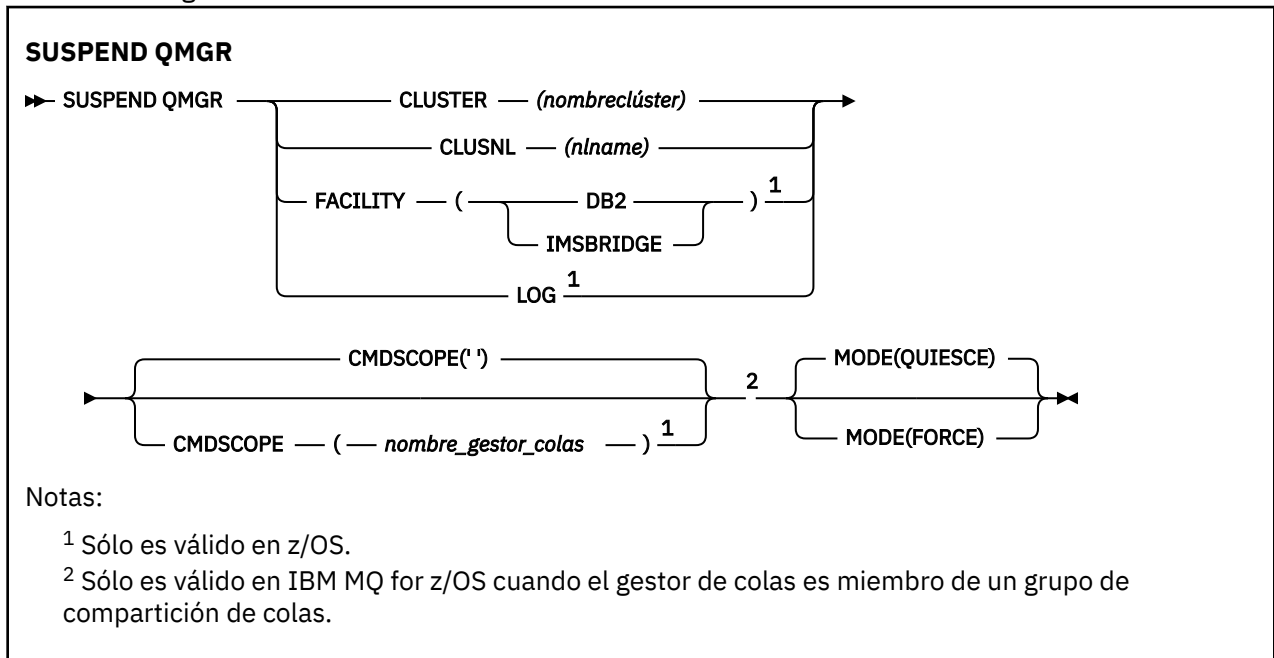 SUSPEND QMGR
SUSPEND QMGR CLUSTER (nombreclúster)
CLUSNL (nlname)
FACILITY ( DB2 ) 1
IMSBRIDGE
LOG 1
CMDSCOPE(' ') 2 MODE(QUIESCE)
CMDSCOPE ( nombre_gestor_colas ) 1 MODE(FORCE)
Notas:
1 Sólo es válido en z/OS.
2 Sólo es válido en IBM MQ for z/OS cuando el gestor de colas es miembro de un grupo de
compartición de colas.